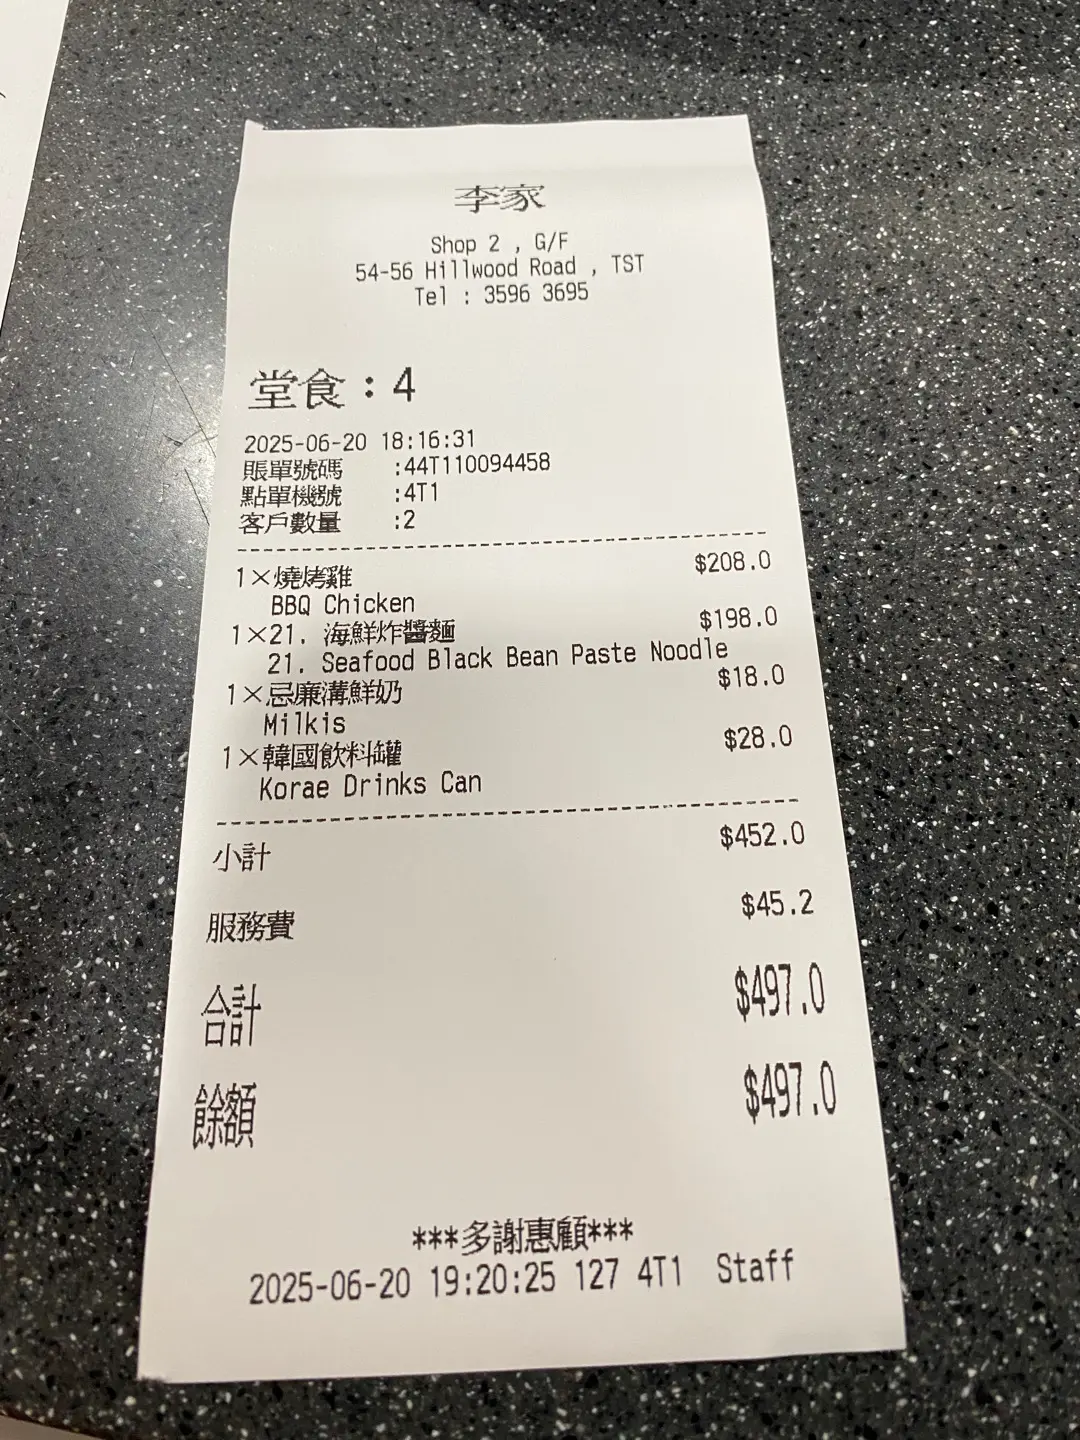 李家
Shop 2 , G/F
54-56 Hillwood Road , TST
Tel : 3596 3695
堂食：4
2025-06-20 18:16:31
賬單號碼 :44T110094458
點單機號 :4T1
客戶數量 :2
1×燒烤雞 $208.0
BBQ Chicken
1×21. 海鮮炸醬麵 $198.0
21. Seafood Black Bean Paste Noodle
1×忌廉溝鮮奶 $18.0
Milkis
1×韓國飲料罐 $28.0
Korae Drinks Can
小計 $452.0
服務費 $45.2
合計 $497.0
餘額 $497.0
***多謝惠顧***
2025-06-20 19:20:25 127 4T1 Staff